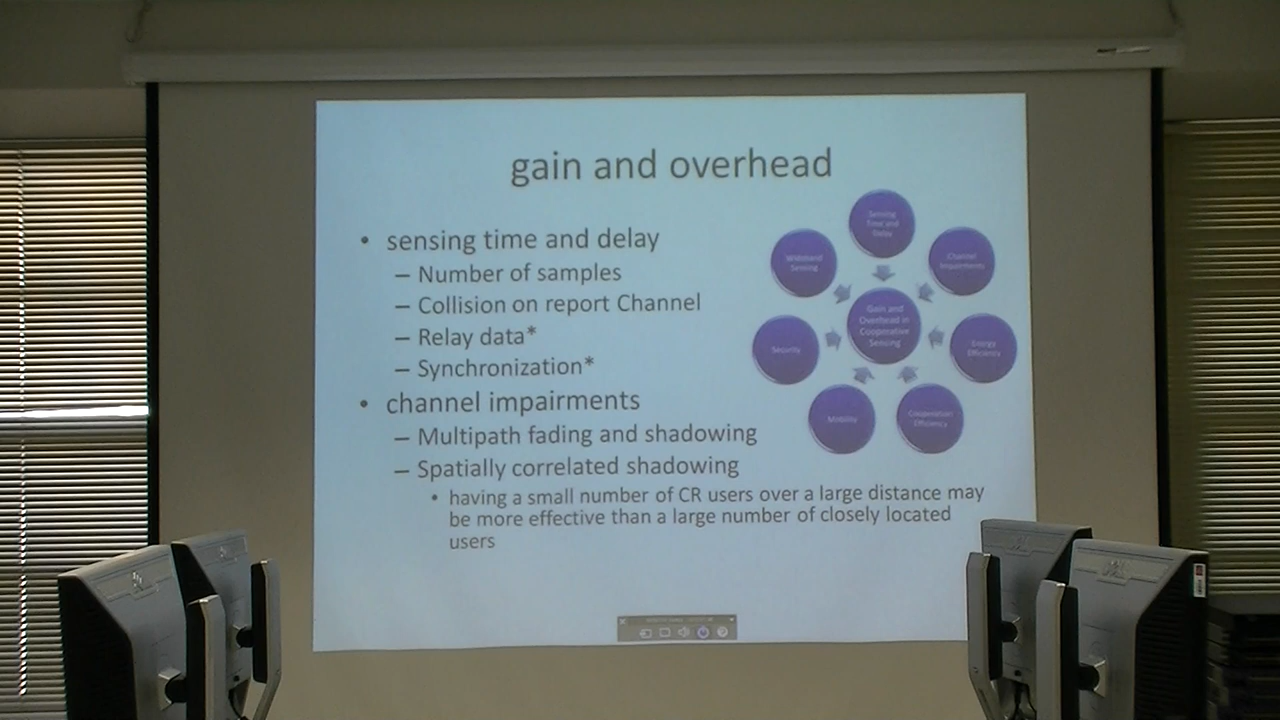 gain and overhead
• sensing time and delay
– Number of samples
– Collision on report Channel
– Relay data*
– Synchronization*
• channel impairments
– Multipath fading and shadowing
– Spatially correlated shadowing
• having a small number of CR users over a large distance may
be more effective than a large number of closely located
users
Sensing
Time and
Delay
Channel
Impairments
Energy
Efficiency
Cooperation
Efficiency
Mobility
Security
Wideband
Sensing
Gain and
Overhead in
Cooperative
Sensing